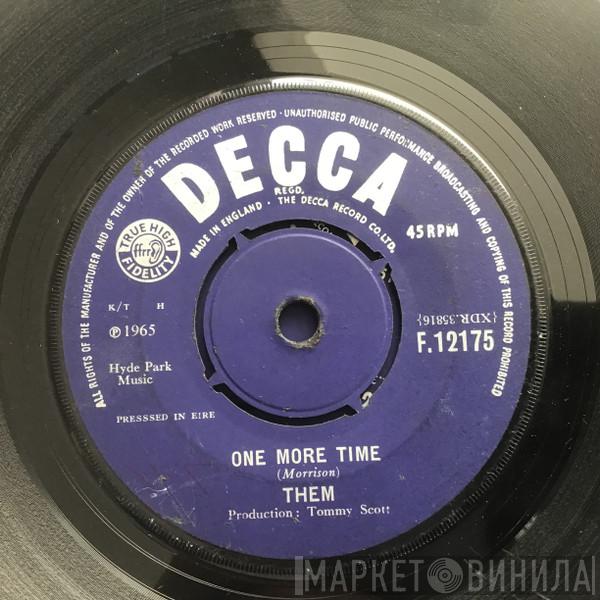 ALL RIGHTS OF THE MANUFACTURER AND OF THE OWNER OF THE RECORDED WORK RESERVED · UNAUTHORISED PUBLIC PERFORMANCE BROADCASTING AND COPYING OF THIS RECORD PROHIBITED
DECCA
REGD.
MADE IN ENGLAND · THE DECCA RECORD CO. LTD.
TRUE HIGH
ffrr
FIDELITY
45 RPM
K/T H
℗ 1965
{XDR.35816}
F.12175
Hyde Park
Music
PRESSSED IN EIRE
ONE MORE TIME
(Morrison)
THEM
Production: Tommy Scott
МАРКЕТ ВИНИЛА